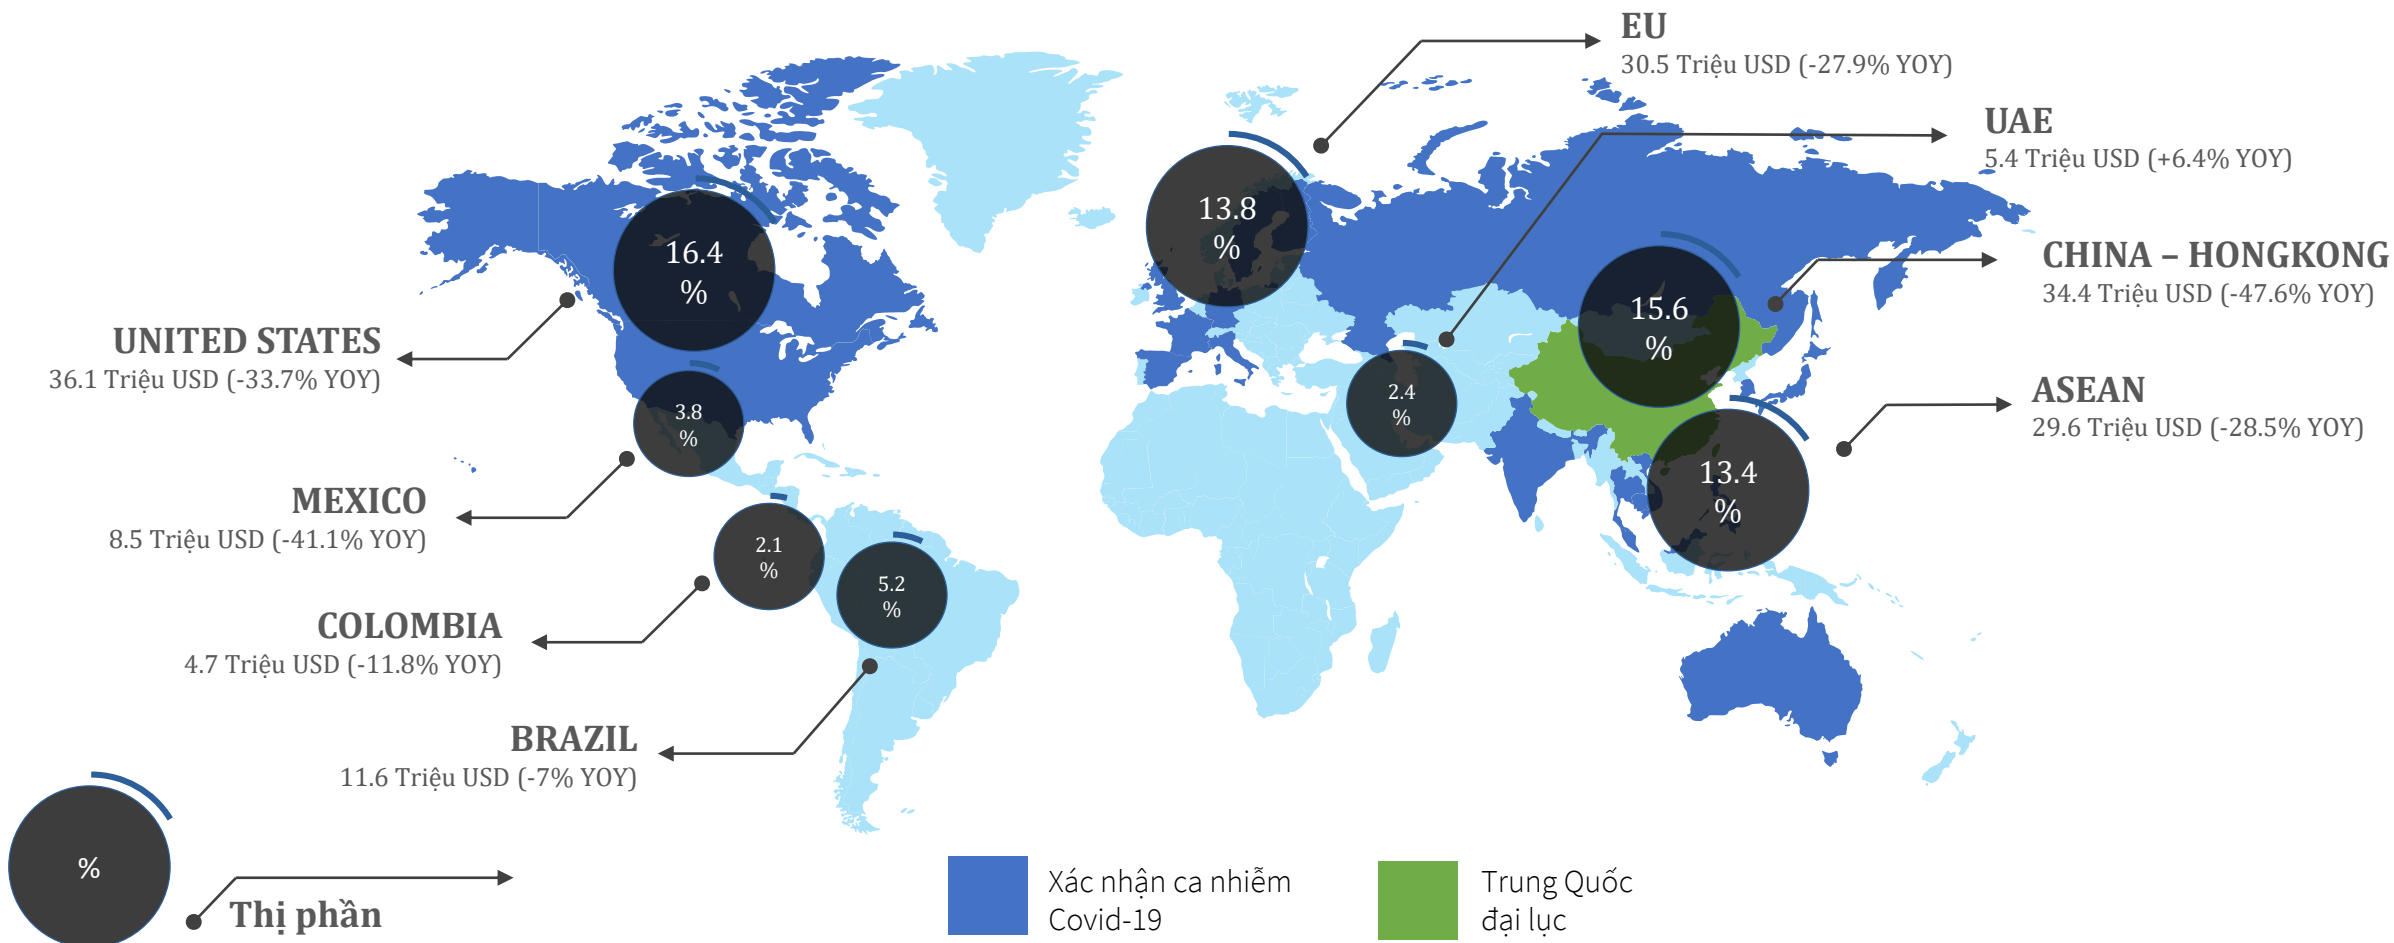 EU
30.5 Triệu USD (-27.9% YOY)
UAE
5.4 Triệu USD (+6.4% YOY)
13.8
%
16.4
%
CHINA – HONGKONG
34.4 Triệu USD (-47.6% YOY)
15.6
%
UNITED STATES
36.1 Triệu USD (-33.7% YOY)
2.4
%
ASEAN
29.6 Triệu USD (-28.5% YOY)
3.8
%
13.4
%
MEXICO
8.5 Triệu USD (-41.1% YOY)
2.1
%
5.2
%
COLOMBIA
4.7 Triệu USD (-11.8% YOY)
BRAZIL
11.6 Triệu USD (-7% YOY)
%
Thị phần
Xác nhận ca nhiễm
Covid-19
Trung Quốc
đại lục